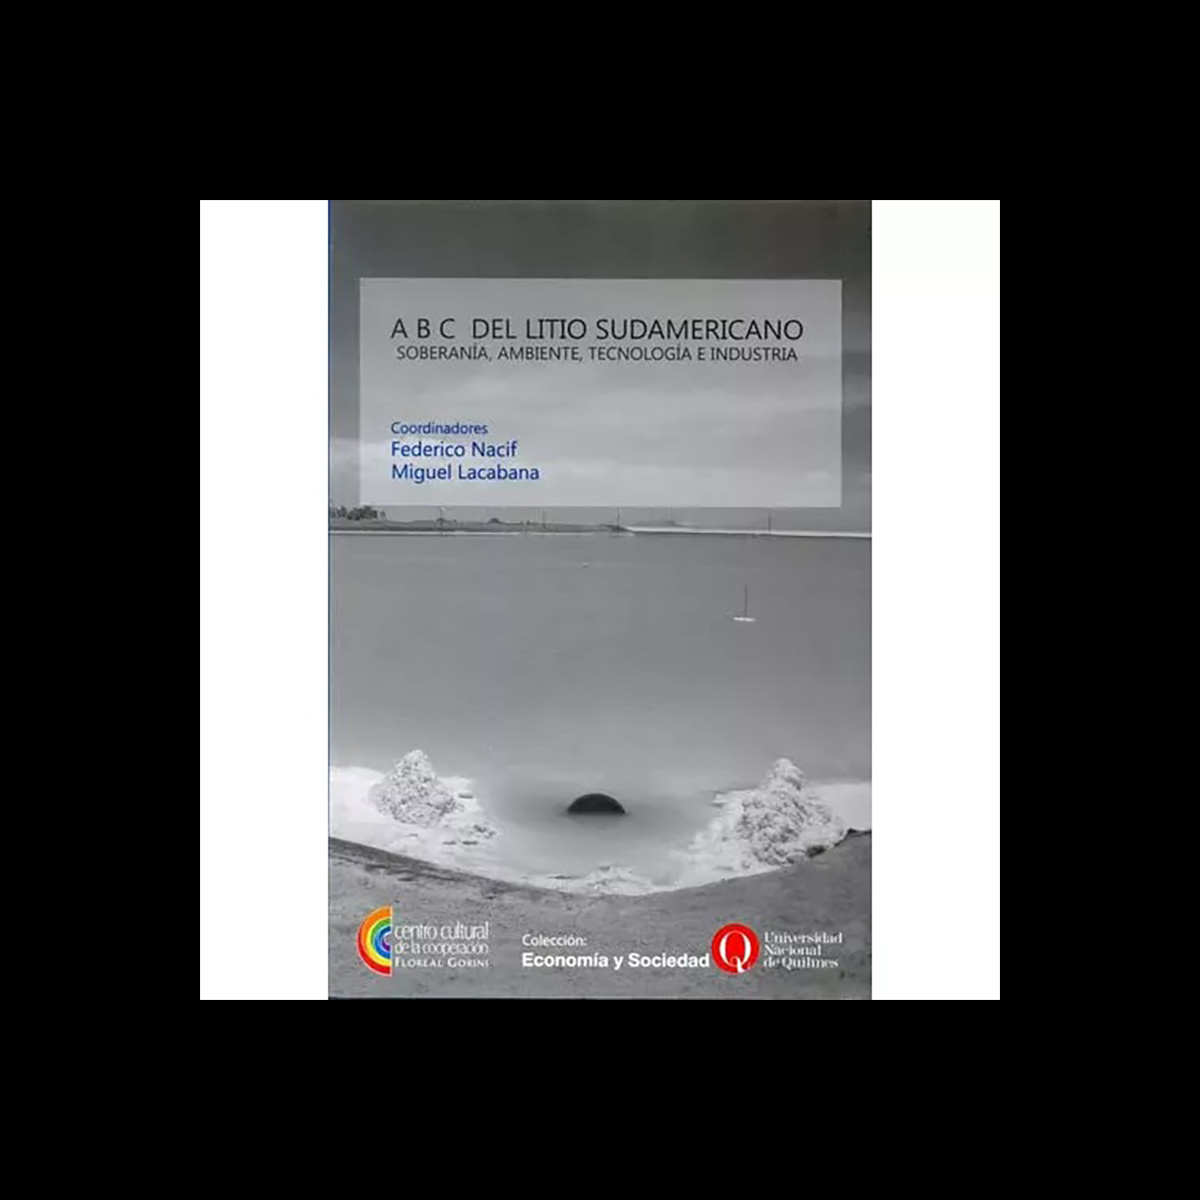 A B C DEL LITIO SUDAMERICANO
SOBERANÍA, AMBIENTE, TECNOLOGÍA E INDUSTRIA
Coordinadores
Federico Nacif
Miguel Lacabana
centro cultural
de la cooperación
FLOREAL GORINI
Colección:
Economía y Sociedad
Universidad
Nacional
de Quilmes